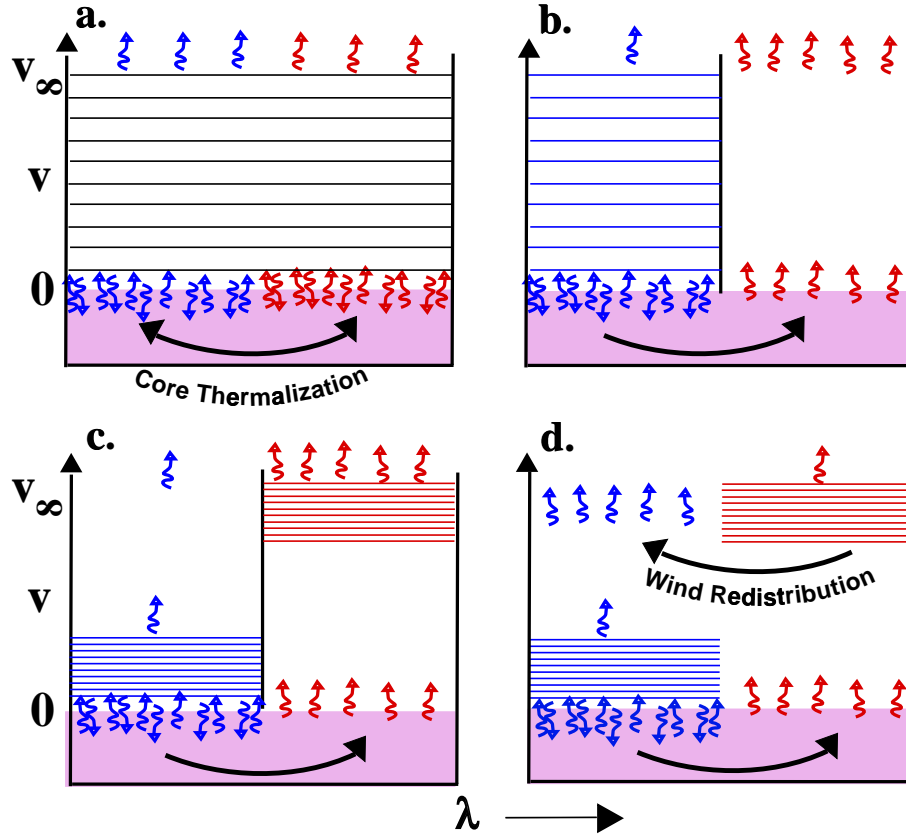 a.
b.
v∞
v
0
Core Thermalization
c.
d.
v∞
Wind Redistribution
v
0
λ